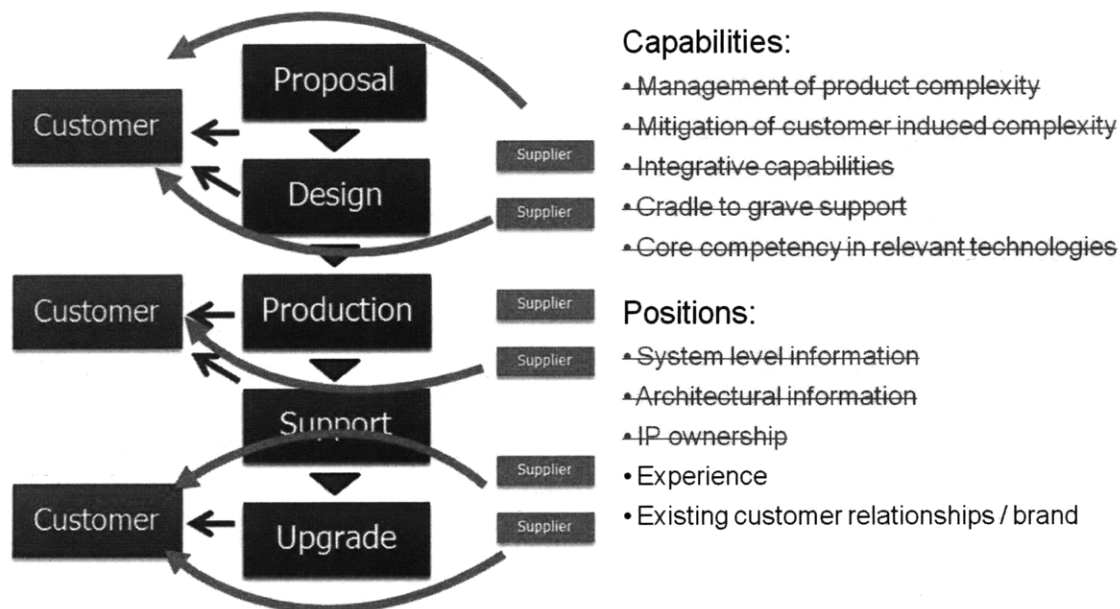 Proposal
Customer
Design
Supplier
Supplier
Customer
Production
Supplier
Supplier
Support
Customer
Upgrade
Supplier
Supplier
Capabilities:
• Management of product complexity
• Mitigation of customer induced complexity
• Integrative capabilities
• Cradle to grave support
• Core competency in relevant technologies
Positions:
• System level information
• Architectural information
• IP ownership
• Experience
• Existing customer relationships / brand